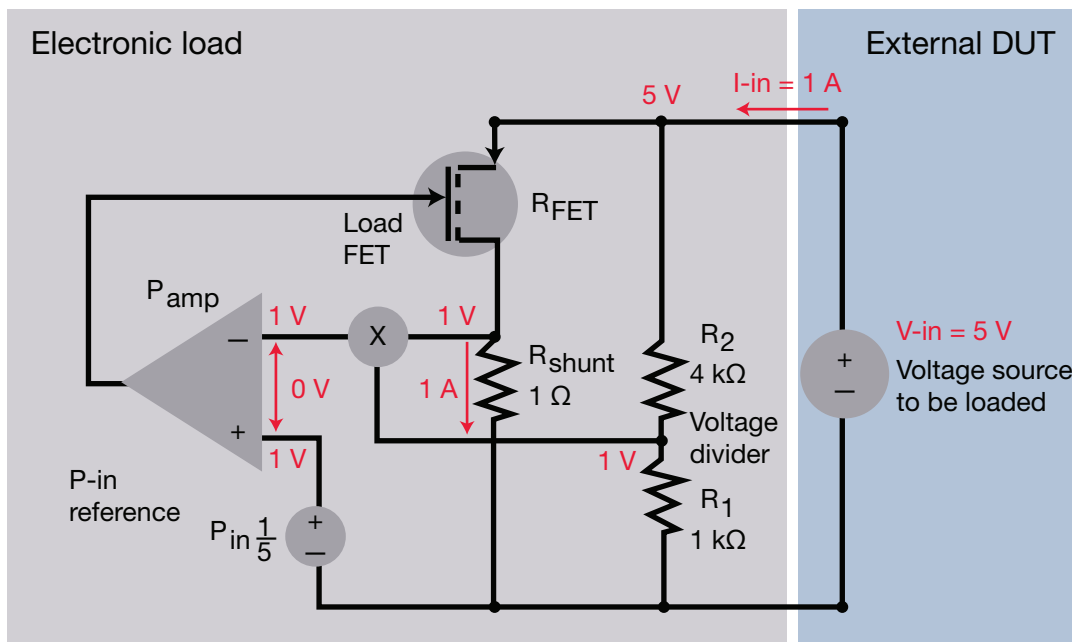 Electronic load
External DUT
I-in = 1 A
5 V
Load
FET
RFET
Pamp
1 V
1 V
X
–
0 V
1 A
Rshunt
1 Ω
R2
4 kΩ
+
–
V-in = 5 V
Voltage source
to be loaded
+
1 V
Voltage
divider
1 V
P-in
reference
R1
1 kΩ
Pin 1/5
+
–